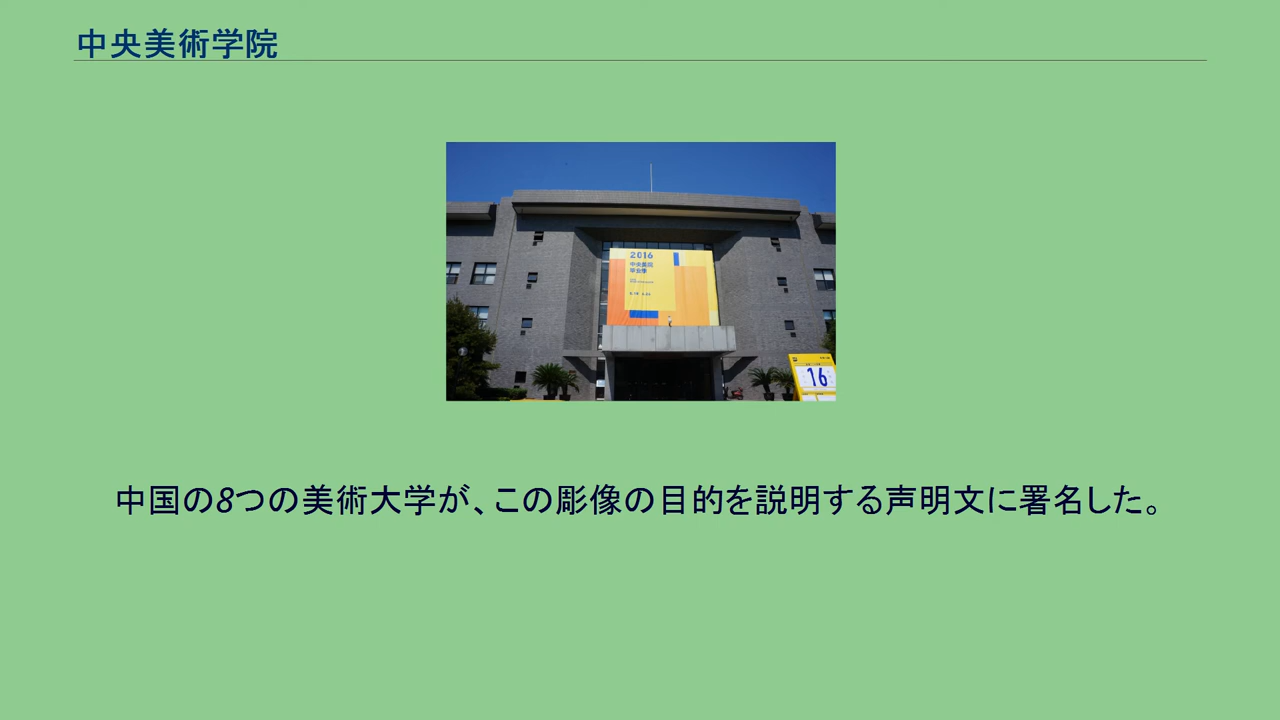 中央美術学院
2016
中央美院
毕业季
16
中国の8つの美術大学が、この彫像の目的を説明する声明文に署名した。